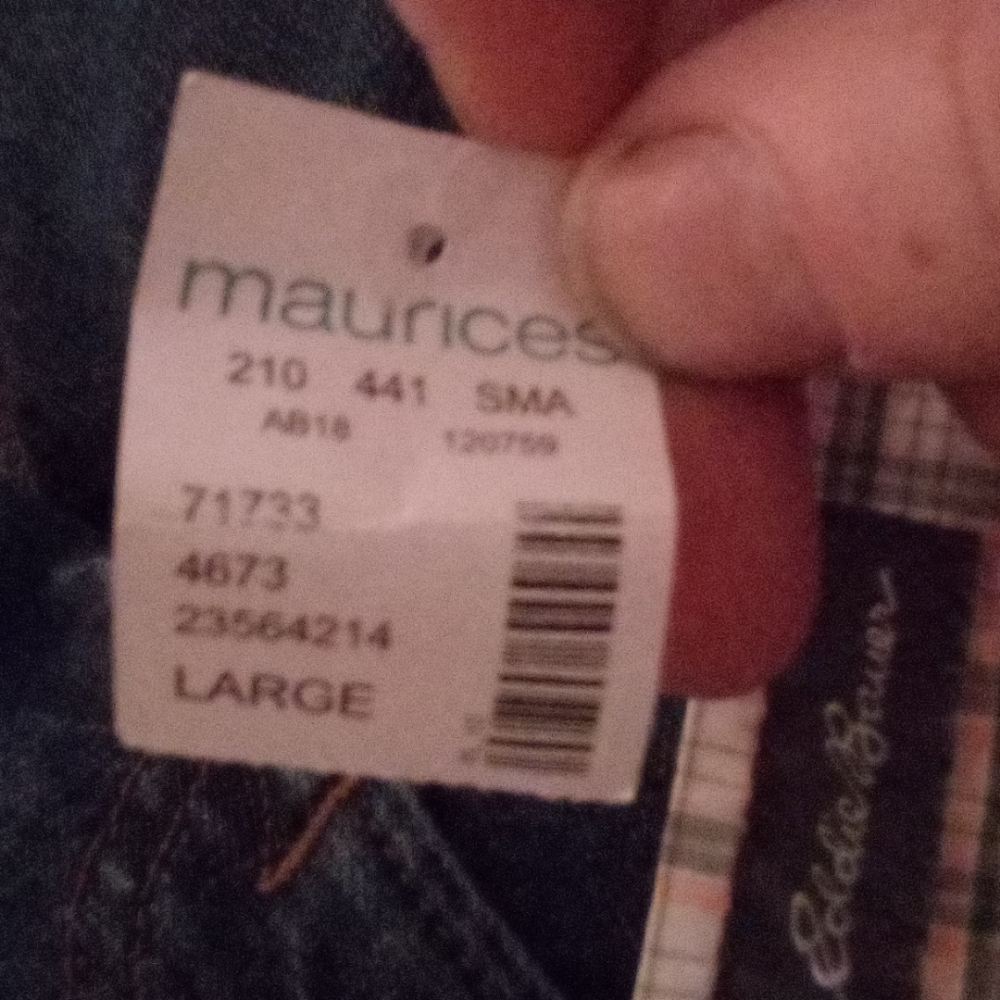 maurices
210 441 SMA
AB18 120759
71733
4673
23564214
LARGE
Eddie Bauer